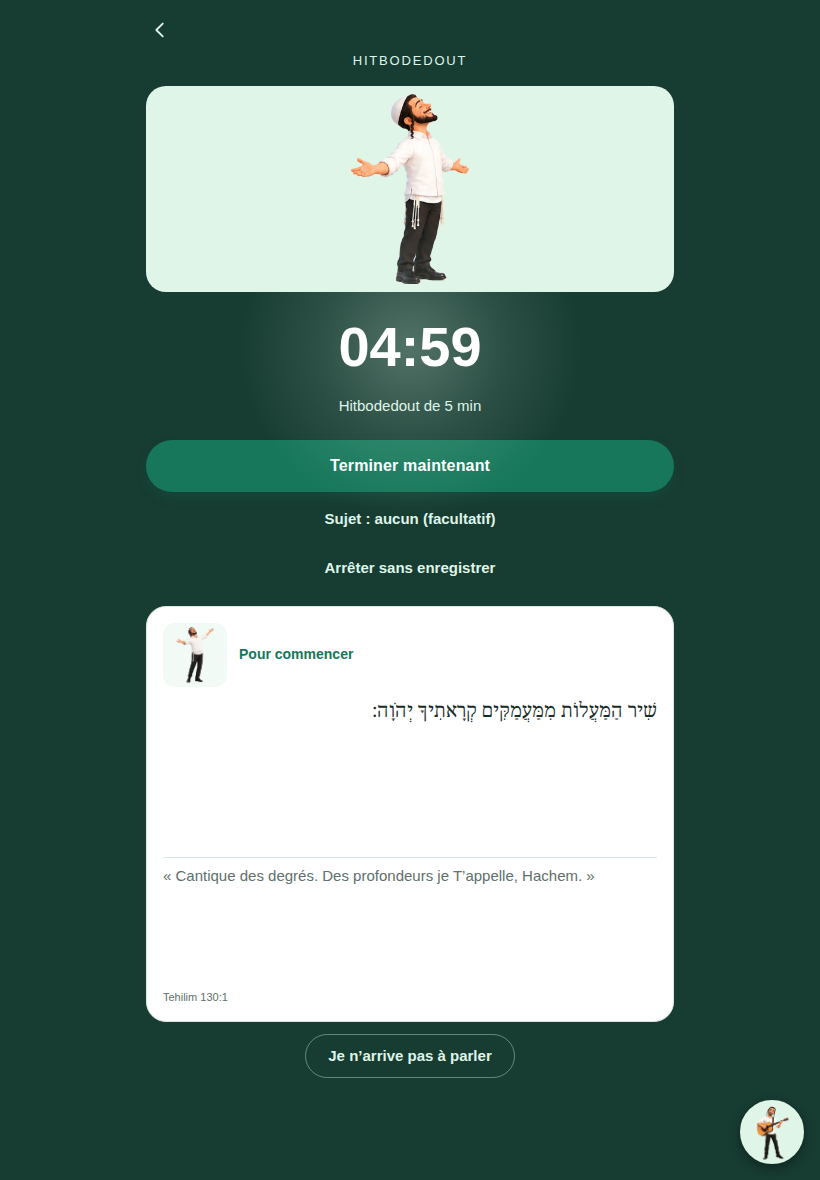 HITBODEDOUT
04:59
Hitbodedout de 5 min
Terminer maintenant
Sujet : aucun (facultatif)
Arrêter sans enregistrer
Pour commencer
שִׁיר הַמַּעֲלוֹת מִמַּעֲמַקִּים קְרָאתִיךָ יְהֹוָה:
« Cantique des degrés. Des profondeurs je T’appelle, Hachem. »
Tehilim 130:1
Je n’arrive pas à parler